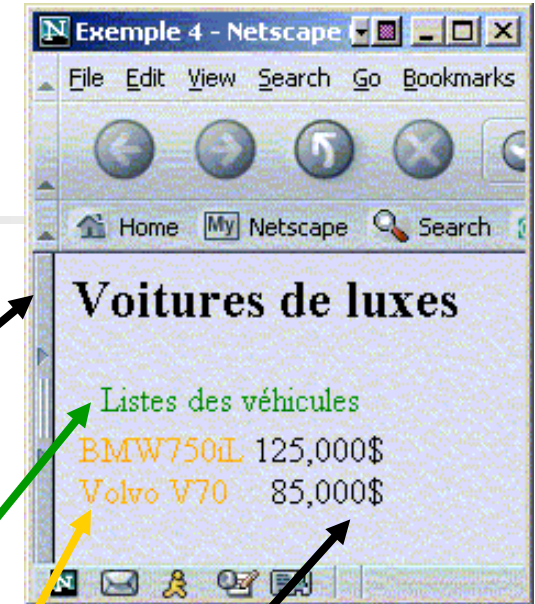 Exemple 4 - Netscape
File Edit View Search Go Bookmarks
Home My Netscape Search
Voitures de luxes
Listes des véhicules
BMW750iL 125,000$
Volvo V70 85,000$